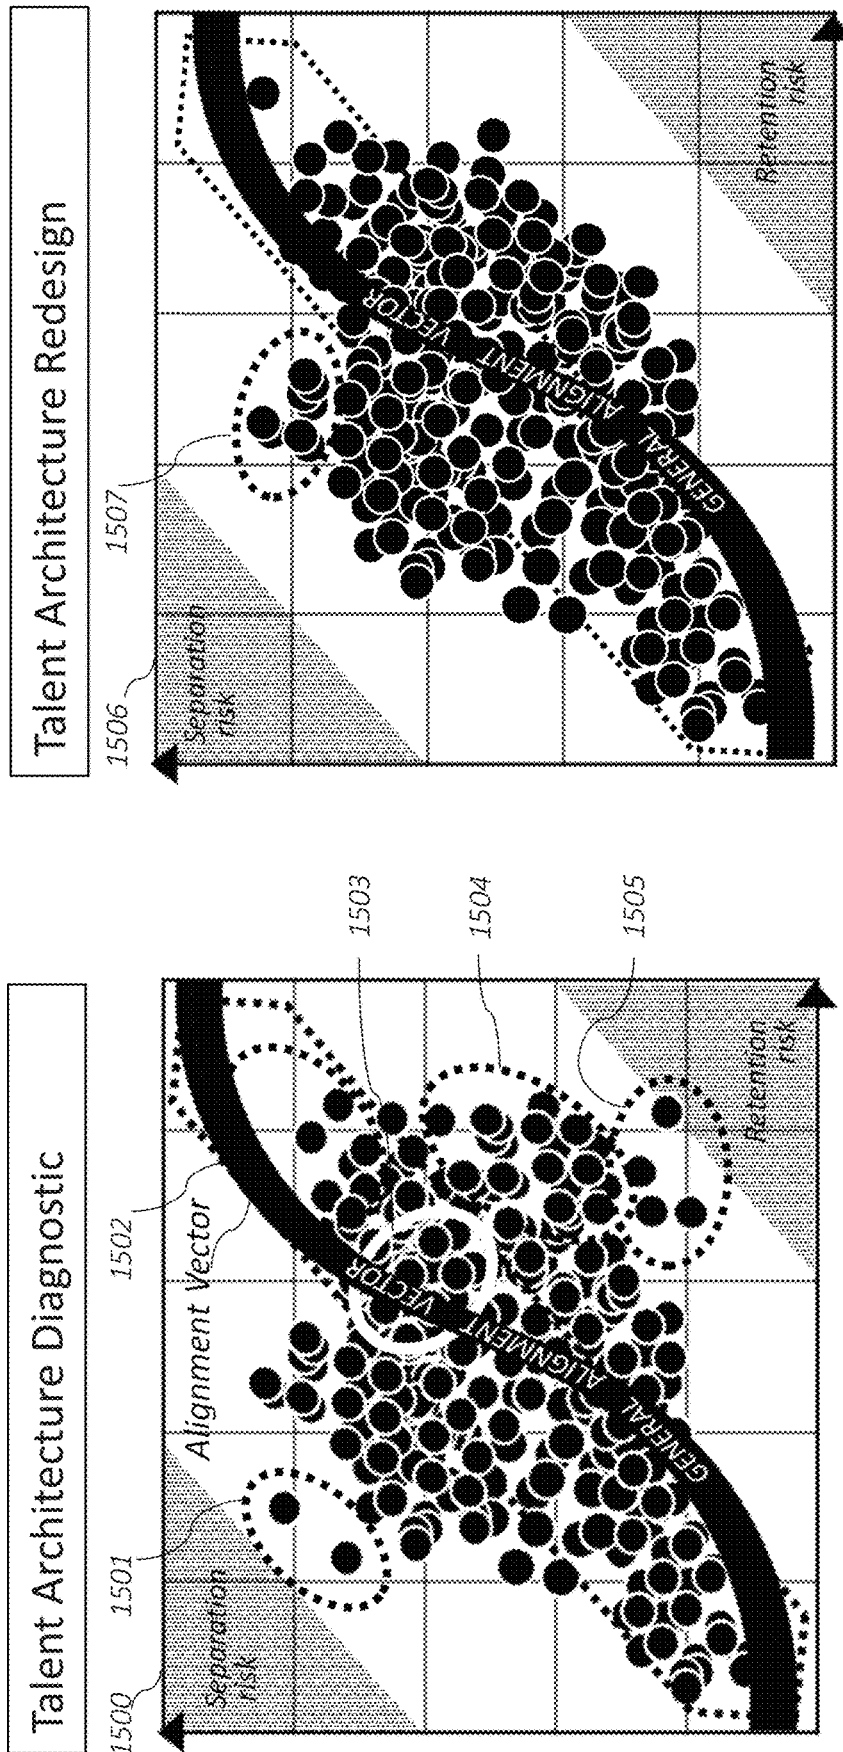 Talent Architecture Diagnostic
1500
1501
1502
Alignment Vector
Separation
risk
GENERAL ALIGNMENT VECTOR
Retention
risk
1503
1504
1505
Talent Architecture Redesign
1506
1507
Separation
risk
GENERAL ALIGNMENT VECTOR
Retention
risk